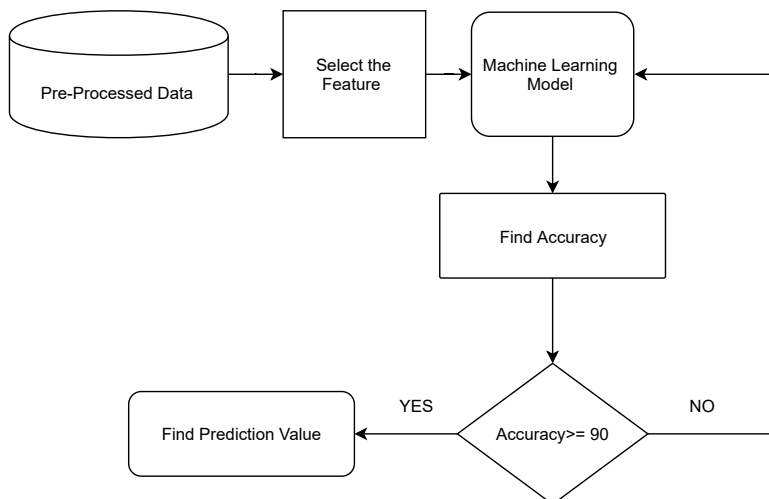 Pre-Processed Data
Select the
Feature
Machine Learning
Model
Find Accuracy
YES
NO
Find Prediction Value
Accuracy>= 90